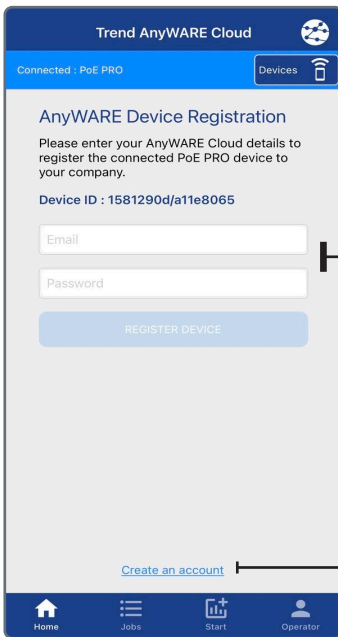 Trend AnyWARE Cloud
Connected : PoE PRO
Devices
AnyWARE Device Registration
Please enter your AnyWARE Cloud details to
register the connected PoE PRO device to
your company.
Device ID : 1581290d/a11e8065
Email
Password
REGISTER DEVICE
Create an account
Home
Jobs
Start
Operator